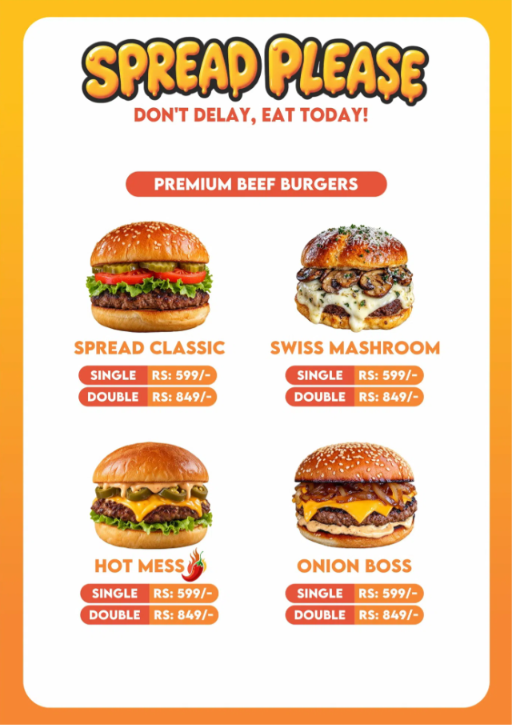 SPREAD PLEASE
DON'T DELAY, EAT TODAY!
PREMIUM BEEF BURGERS
SPREAD CLASSIC
SINGLE RS: 599/-
DOUBLE RS: 849/-
SWISS MASHROOM
SINGLE RS: 599/-
DOUBLE RS: 849/-
HOT MESS
SINGLE RS: 599/-
DOUBLE RS: 849/-
ONION BOSS
SINGLE RS: 599/-
DOUBLE RS: 849/-